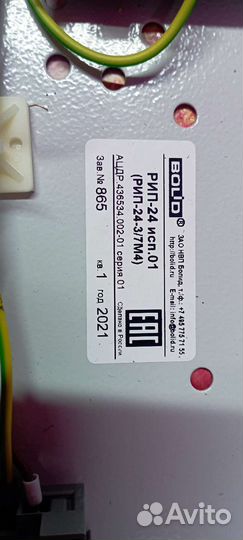 BOLID®
ЗАО НВП Болид, т./ф.: +7 495 775 71 55,
http://bolid.ru E-mail: info@bolid.ru
РИП-24 исп.01
(РИП-24-3/7М4)
ЕАС
АЦДР.436534.002-01 серия 01
Сделано в России
Зав.№ 865
кв. 1 год 2021
Avito